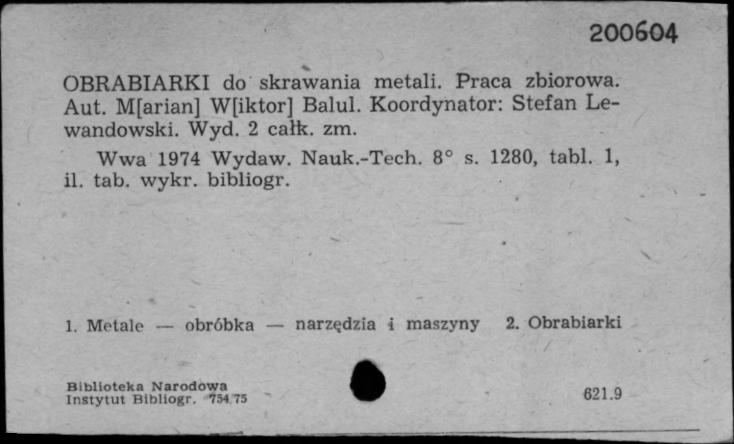 200604
OBRABIARKI do skrawania metali. Praca zbiorowa.
Aut. M[arian] W[iktor] Balul. Koordynator: Stefan Le-
wandowski. Wyd. 2 całk. zm.
Wwa 1974 Wydaw. Nauk.-Tech. 8° s. 1280, tabl. 1,
il. tab. wykr. bibliogr.
1. Metale — obróbka — narzędzia i maszyny 2. Obrabiarki
Biblioteka Narodowa
Instytut Bibliogr. 754/75
621.9